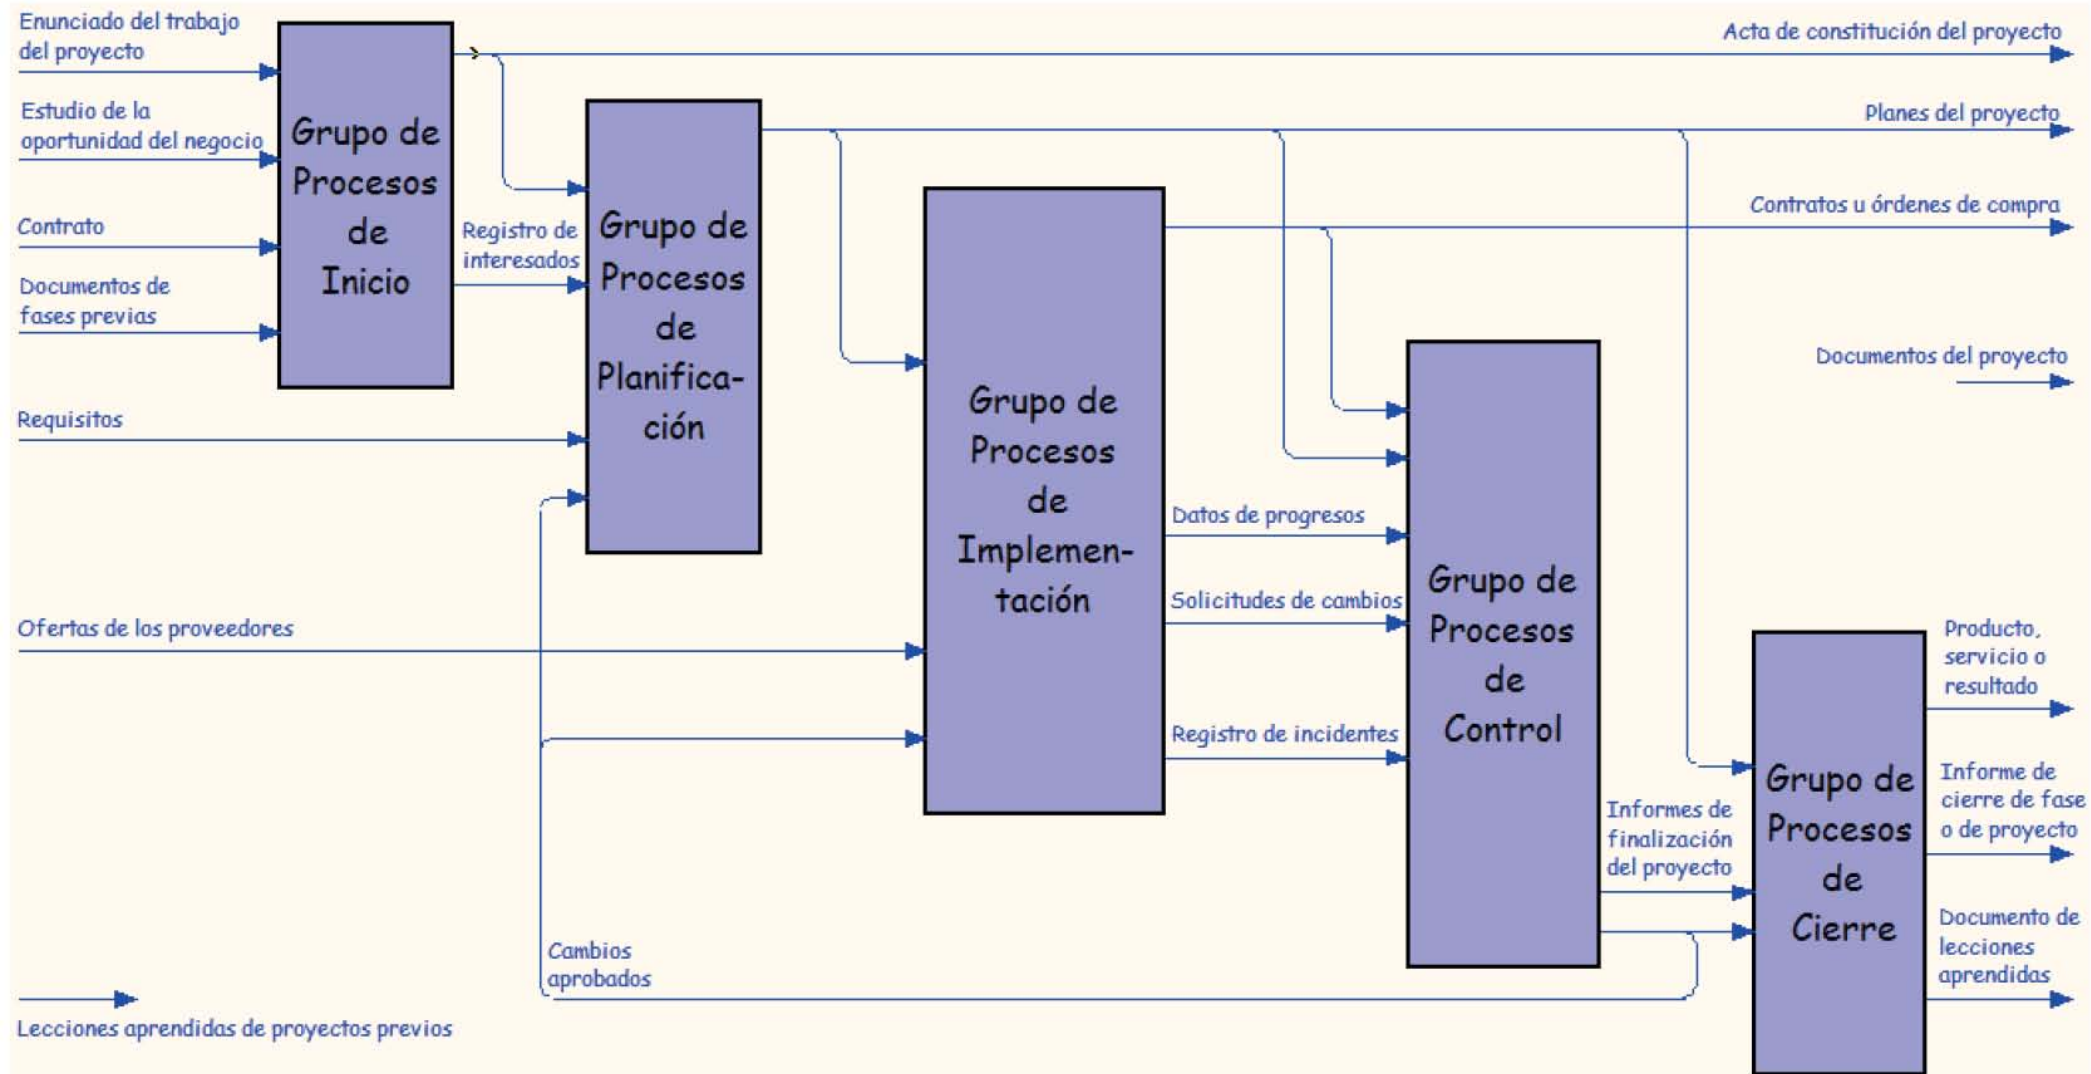 Enunciado del trabajo
del proyecto
Estudio de la
oportunidad del negocio
Contrato
Documentos de
fases previas
Requisitos
Ofertas de los proveedores
Lecciones aprendidas de proyectos previos
Grupo de
Procesos
de
Inicio
Registro de
interesados
Grupo de
Procesos
de
Planifica-
ción
Cambios
aprobados
Grupo de
Procesos
de
Implemen-
tación
Datos de progresos
Solicitudes de cambios
Registro de incidentes
Grupo de
Procesos
de
Control
Informes de
finalización
del proyecto
Grupo de
Procesos
de
Cierre
Acta de constitución del proyecto
Planes del proyecto
Contratos u órdenes de compra
Documentos del proyecto
Producto,
servicio o
resultado
Informe de
cierre de fase
o de proyecto
Documento de
lecciones
aprendidas